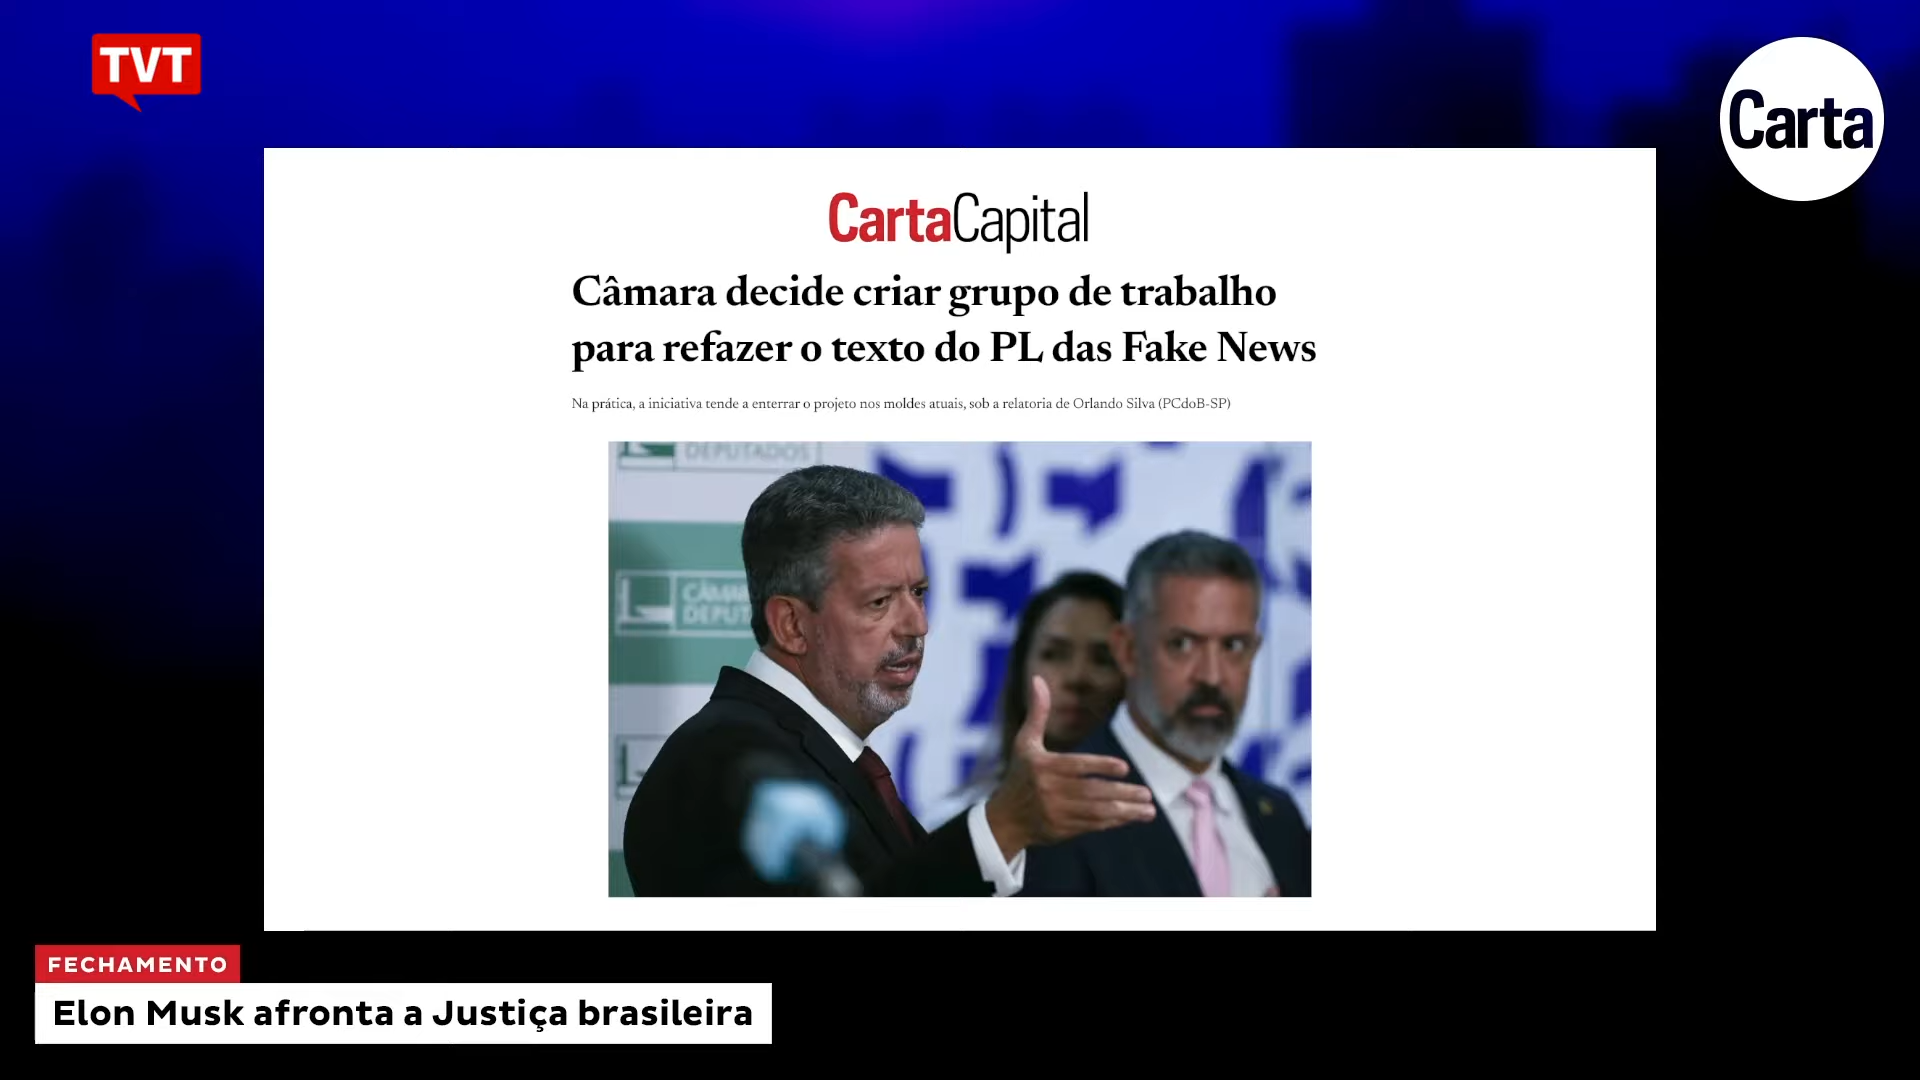 TVT
Carta
CartaCapital
Câmara decide criar grupo de trabalho
para refazer o texto do PL das Fake News
Na prática, a iniciativa tende a enterrar o projeto nos moldes atuais, sob a relatoria de Orlando Silva (PCdoB-SP)
DEPUTADOS
FECHAMENTO
Elon Musk afronta a Justiça brasileira